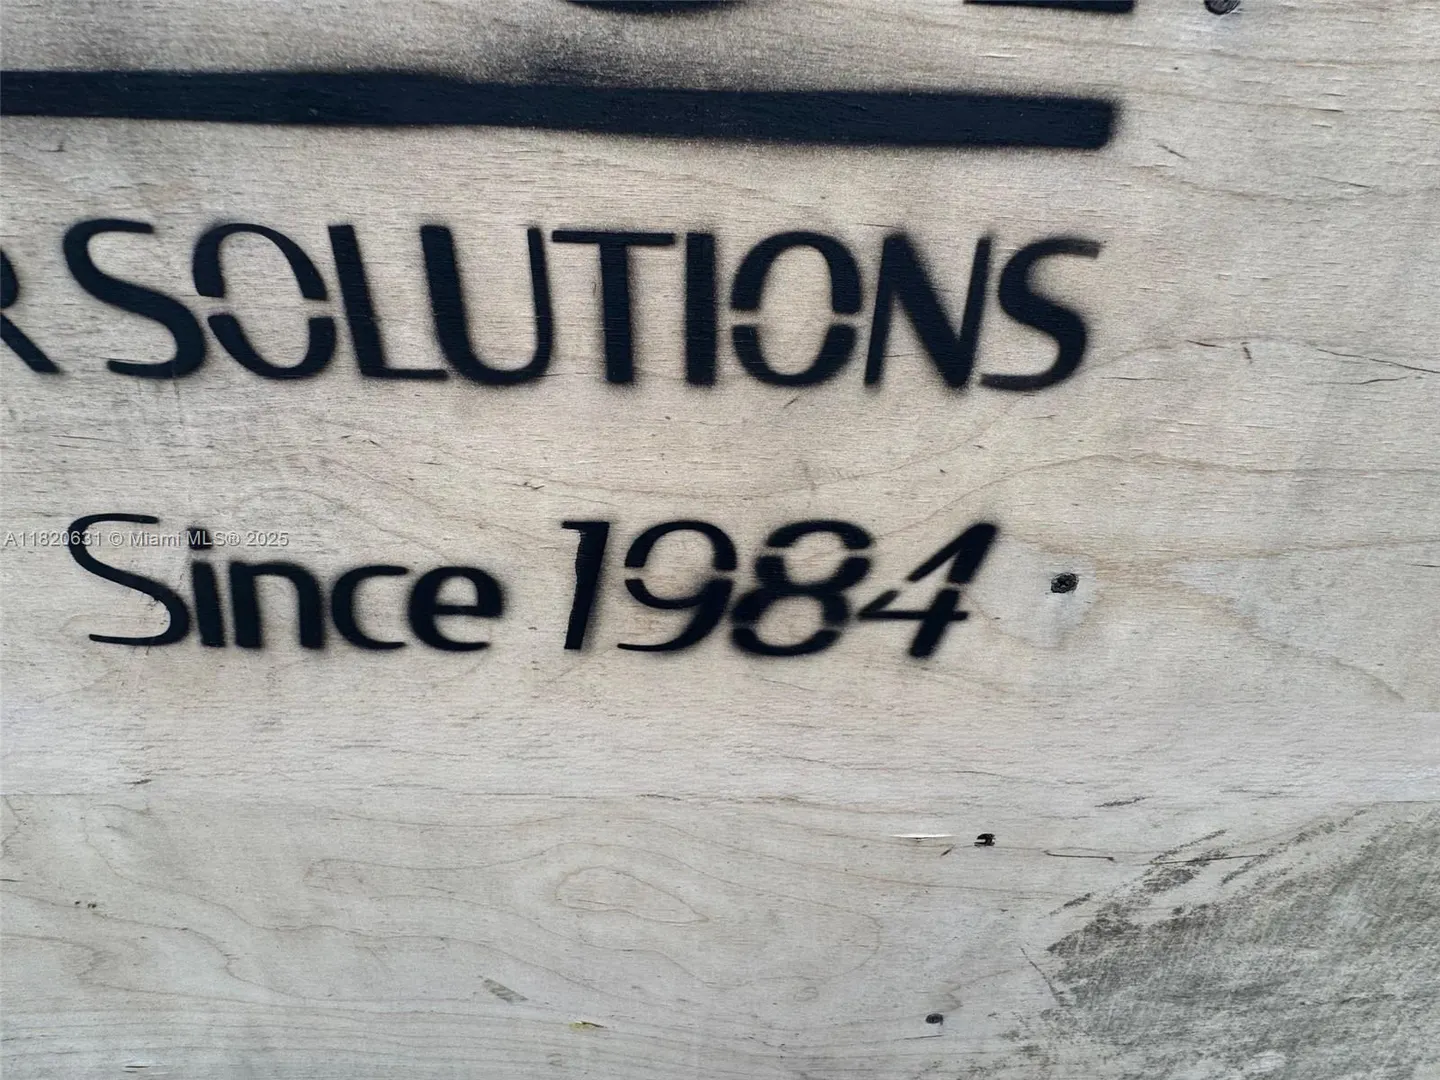 R SOLUTIONS
Since 1984
A11820631 © Miami MLS® 2025